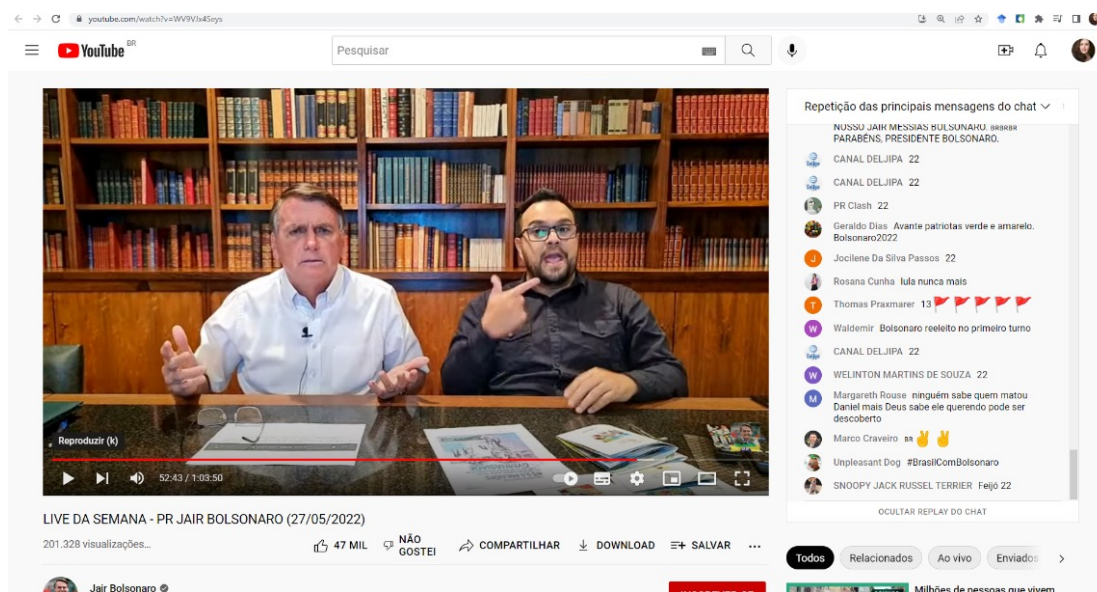 youtube.com/watch?v=WV9VJx4Seys
YouTube BR
Pesquisar
Reproduzir (k)
52:43 / 1:03:50
LIVE DA SEMANA - PR JAIR BOLSONARO (27/05/2022)
201.328 visualizações...
47 MIL
NÃO
GOSTEI
COMPARTILHAR
DOWNLOAD
SALVAR
Jair Bolsonaro
Repetição das principais mensagens do chat
NOSSO JAIR MESSIAS BOLSONARO. BRBRBR
PARABÉNS, PRESIDENTE BOLSONARO.
CANAL DELJIPA 22
CANAL DELJIPA 22
PR Clash 22
Geraldo Dias Avante patriotas verde e amarelo.
Bolsonaro2022
J Jocilene Da Silva Passos 22
Rosana Cunha lula nunca mais
T Thomas Praxmarer 13 🚩🚩🚩🚩🚩
W Waldemir Bolsonaro reeleito no primeiro turno
CANAL DELJIPA 22
W WELINTON MARTINS DE SOUZA 22
M Margareth Rouse ninguém sabe quem matou
Daniel mais Deus sabe ele querendo pode ser
descoberto
Marco Craveiro BR ✌️✌️
Unpleasant Dog #BrasilComBolsonaro
SNOOPY JACK RUSSEL TERRIER Feijó 22
OCULTAR REPLAY DO CHAT
Todos
Relacionados
Ao vivo
Enviados
Milhões de pessoas que vivem